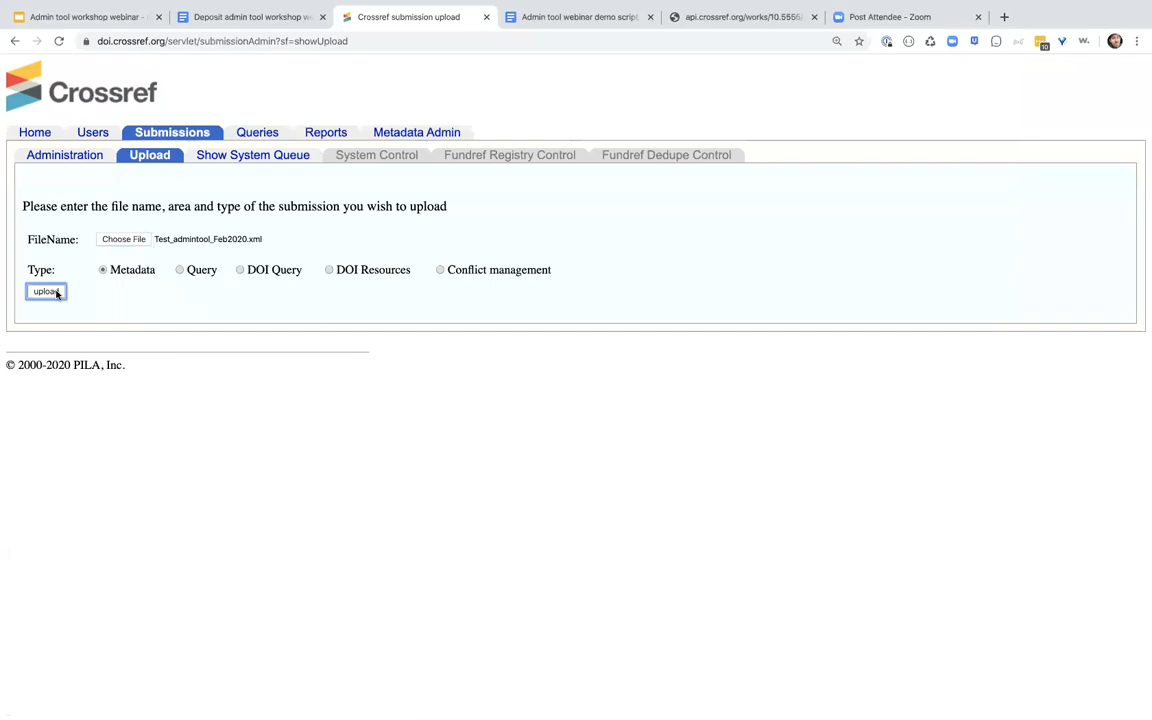 Admin tool workshop webinar -
Deposit admin tool workshop w
Crossref submission upload
Admin tool webinar demo script
api.crossref.org/works/10.5555/
Post Attendee - Zoom
doi.crossref.org/servlet/submissionAdmin?sf=showUpload
10
Crossref
Home Users Submissions Queries Reports Metadata Admin
Administration Upload Show System Queue System Control Fundref Registry Control Fundref Dedupe Control
Please enter the file name, area and type of the submission you wish to upload
FileName: Choose File Test_admintool_Feb2020.xml
Type: Metadata Query DOI Query DOI Resources Conflict management
upload
© 2000-2020 PILA, Inc.